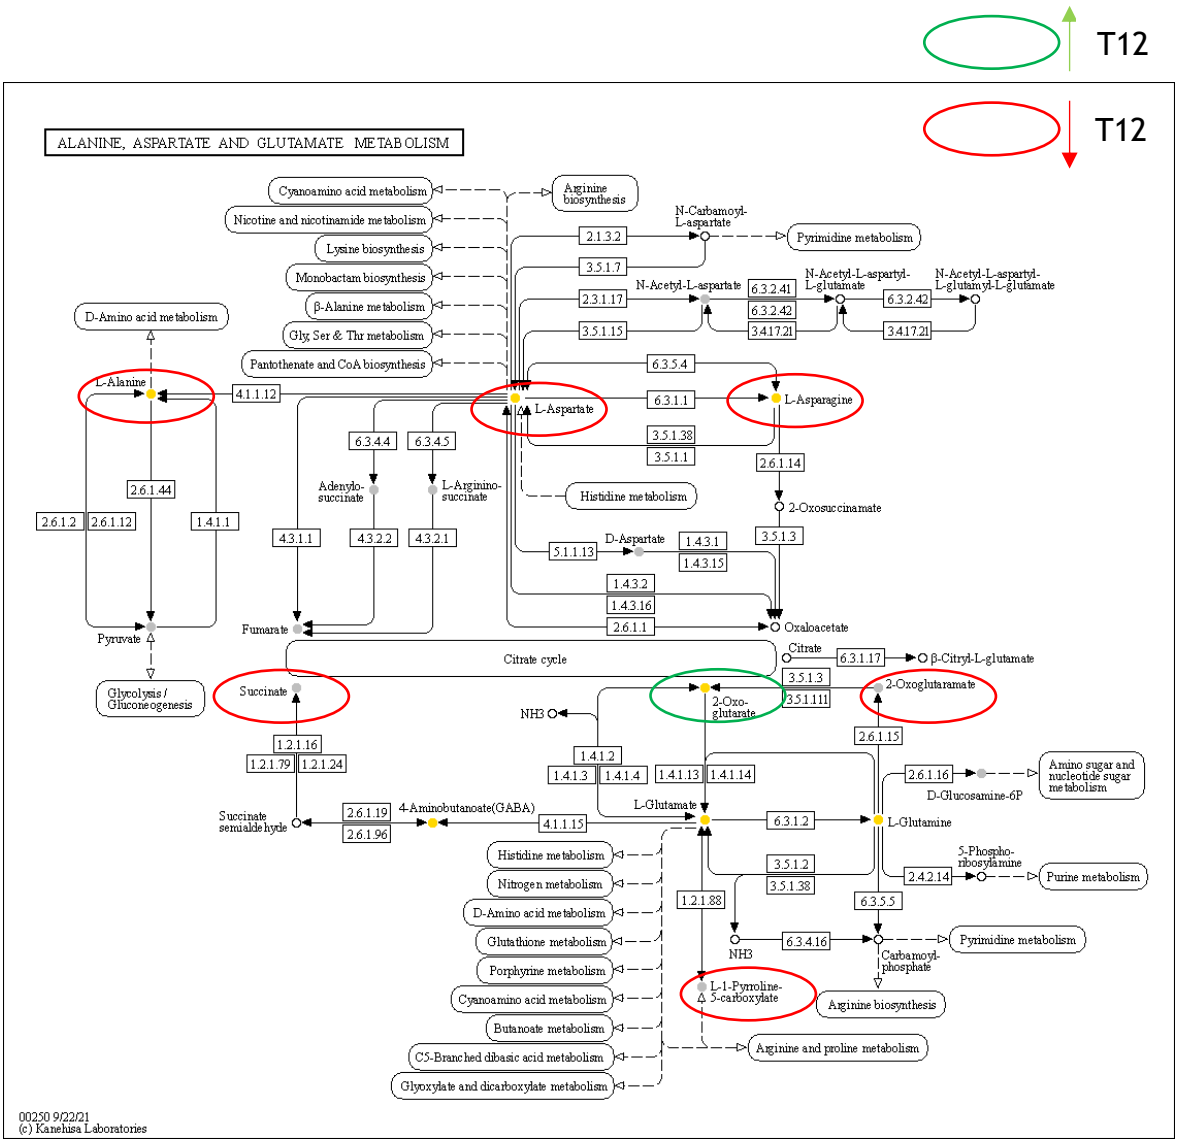 T12
T12
ALANINE, ASPARTATE AND GLUTAMATE METABOLISM
Cyanoamino acid metabolism
Arginine
biosynthesis
Nicotine and nicotinamide metabolism
N-Carbamoyl-
L-aspartate
2.1.3.2
Pyrimidine metabolism
Lysine biosynthesis
3.5.1.7
Monobactam biosynthesis
N-Acetyl-L-aspartate
6.3.2.41
N-Acetyl-L-aspartyl-
L-glutamate
N-Acetyl-L-aspartyl-
L-glutamyl-L-glutamate
β-Alanine metabolism
2.3.1.17
6.3.2.42
6.3.2.42
D-Amino acid metabolism
Gly, Ser & Thr metabolism
3.5.1.15
3.4.17.21
3.4.17.21
Pantothenate and CoA biosynthesis
6.3.5.4
L-Alanine
4.1.1.12
L-Aspartate
6.3.1.1
L-Asparagine
6.3.4.4
6.3.4.5
3.5.1.38
3.5.1.1
2.6.1.14
Adenylo-
succinate
L-Arginino-
succinate
2.6.1.44
Histidine metabolism
2-Oxosuccinamate
2.6.1.2
2.6.1.12
1.4.1.1
4.3.1.1
4.3.2.2
4.3.2.1
D-Aspartate
1.4.3.1
3.5.1.3
5.1.1.13
1.4.3.15
1.4.3.2
1.4.3.16
Pyruvate
Fumarate
2.6.1.1
Oxaloacetate
Citrate cycle
Citrate
6.3.1.17
β-Citryl-L-glutamate
Glycolysis /
Gluconeogenesis
Succinate
3.5.1.3
2-Oxoglutaramate
NH3
2-Oxo-
glutarate
3.5.1.111
1.2.1.16
1.2.1.79
1.2.1.24
1.4.1.2
1.4.1.3
1.4.1.4
1.4.1.13
1.4.1.14
2.6.1.15
2.6.1.16
Amino sugar and
nucleotide sugar
metabolism
D-Glucosamine-6P
Succinate
semialdehyde
2.6.1.19
2.6.1.96
4-Aminobutanoate(GABA)
4.1.1.15
L-Glutamate
6.3.1.2
L-Glutamine
Histidine metabolism
3.5.1.2
3.5.1.38
5-Phospho-
ribosylamine
Nitrogen metabolism
2.4.2.14
Purine metabolism
D-Amino acid metabolism
1.2.1.88
6.3.5.5
Glutathione metabolism
NH3
6.3.4.16
Pyrimidine metabolism
Porphyrine metabolism
Carbamoyl-
phosphate
Cyanoamino acid metabolism
L-1-Pyrroline-
5-carboxylate
Arginine biosynthesis
Butanoate metabolism
C5-Branched dibasic acid metabolism
Arginine and proline metabolism
Glyoxylate and dicarboxylate metabolism
00250 9/22/21
(c) Kanehisa Laboratories